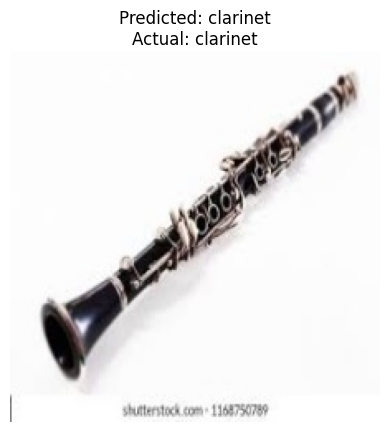 Predicted: clarinet
Actual: clarinet
shutterstock.com · 1168750789